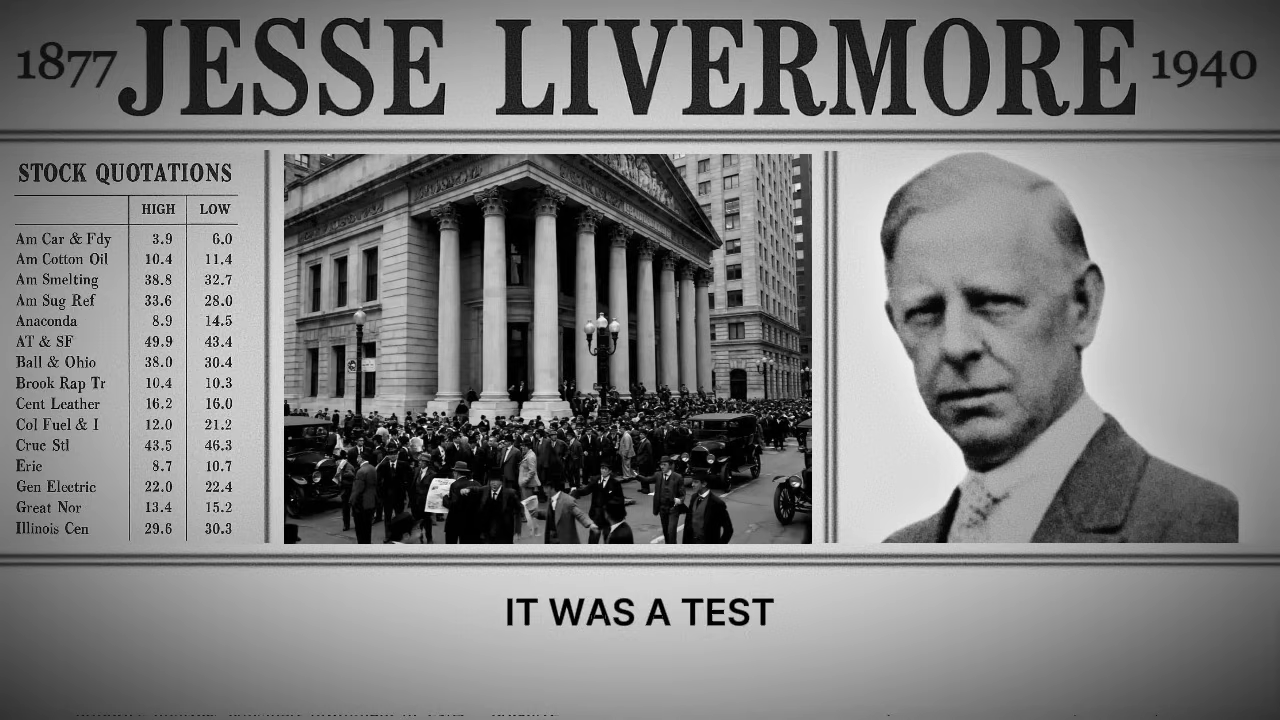 1877 JESSE LIVERMORE 1940
STOCK QUOTATIONS
HIGH LOW
Am Car & Fdy 3.9 6.0
Am Cotton Oil 10.4 11.4
Am Smelting 38.8 32.7
Am Sug Ref 33.6 28.0
Anaconda 8.9 14.5
AT & SF 49.9 43.4
Ball & Ohio 38.0 30.4
Brook Rap Tr 10.4 10.3
Cent Leather 16.2 16.0
Col Fuel & I 12.0 21.2
Cruc Stl 43.5 46.3
Erie 8.7 10.7
Gen Electric 22.0 22.4
Great Nor 13.4 15.2
Illinois Cen 29.6 30.3
IT WAS A TEST